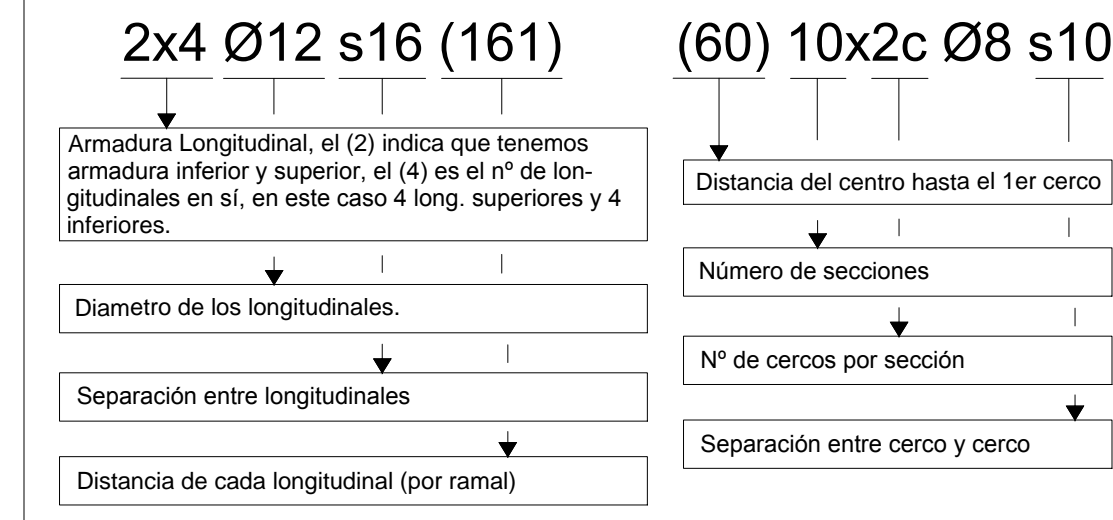 2x4 Ø12 s16 (161)
Armadura Longitudinal, el (2) indica que tenemos
armadura inferior y superior, el (4) es el nº de lon-
gitudinales en sí, en este caso 4 long. superiores y 4
inferiores.
Diametro de los longitudinales.
Separación entre longitudinales
Distancia de cada longitudinal (por ramal)
(60) 10x2c Ø8 s10
Distancia del centro hasta el 1er cerco
Número de secciones
Nº de cercos por sección
Separación entre cerco y cerco